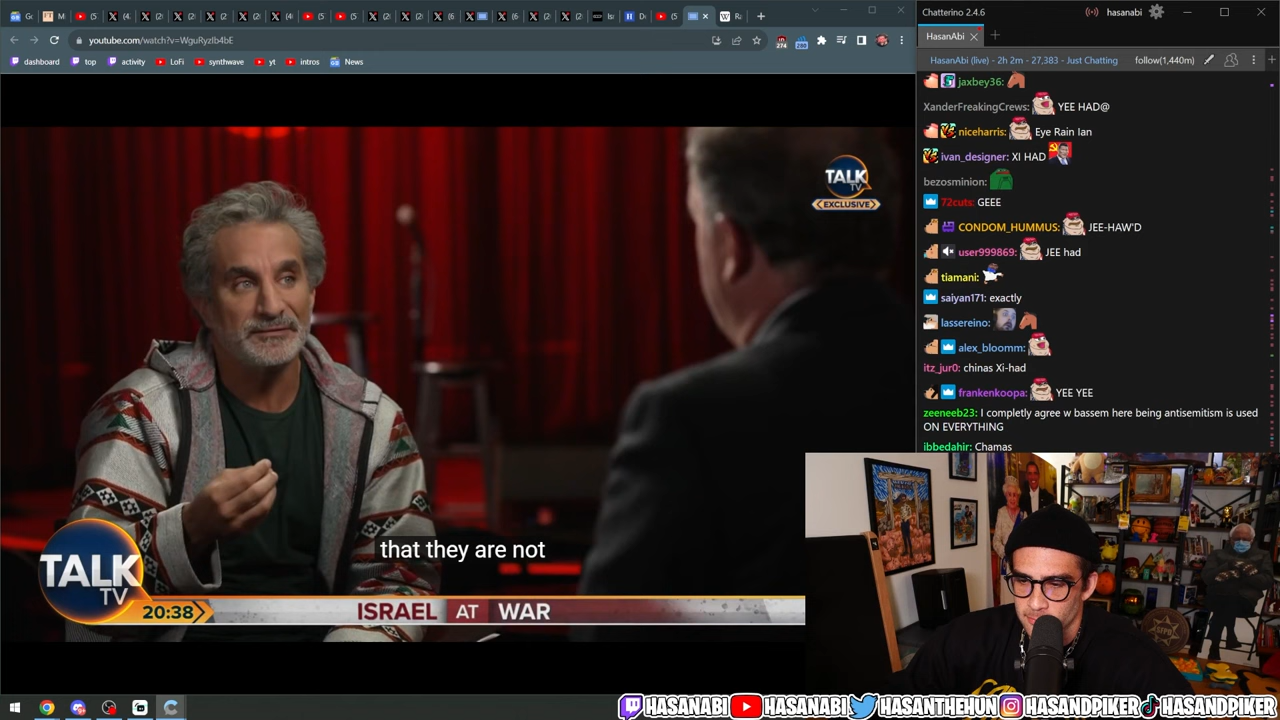 Chatterino 2.4.6
hasanabi
HasanAbi
youtube.com/watch?v=WguRyzIb4bE
274
280
dashboard
top
activity
LoFi
synthwave
yt
intros
News
HasanAbi (live) - 2h 2m - 27,383 - Just Chatting
follow(1,440m)
jaxbey36:
XanderFreakingCrews: YEE HAD@
niceharris: Eye Rain Ian
ivan_designer: XI HAD
bezosminion:
72cuts: GEEE
CONDOM_HUMMUS: JEE-HAW'D
user999869: JEE had
tiamani:
saiyan171: exactly
lassereino:
alex_bloomm:
itz_jur0: chinas Xi-had
frankenkoopa: YEE YEE
zeeneeb23: I completly agree w bassem here being antisemitism is used
ON EVERYTHING
ibbedahir: Chamas
TALK
TV
EXCLUSIVE
that they are not
TALK
TV
20:38
ISRAEL AT WAR
HASANABI
HASANABI
HASANTHEHUN
HASANDPIKER
HASANDPIKER